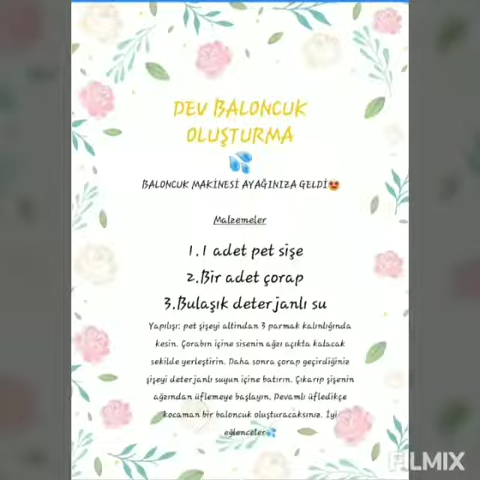 DEV BALONCUK
OLUŞTURMA
💦
BALONCUK MAKİNESİ AYAĞINIZA GELDİ😍
Malzemeler
1.1 adet pet sişe
2.Bir adet çorap
3.Bulaşık deterjanlı su
Yapılışı: pet şişeyi altindan 3 parmak kalınlığında
kesin. Çorabın içine sisenin ağzı açıkta kalacak
sekilde yerleştirin. Daha sonra çorap geçirdiğiniz
şişeyi deterjanlı suyun içine batırın. Çıkarıp şişenin
ağzından üflemeye başlayın. Devamlı üfledikçe
kocaman bir baloncuk oluşturacaksınız. İyi
eğlenceler💦
FILMIX